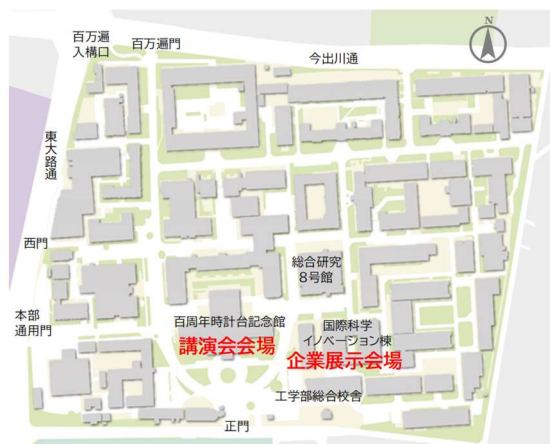 百万遍
入構口
百万遍門
今出川通
N
東大路通
西門
総合研究
8号館
本部
通用門
百周年時計台記念館
講演会会場
国際科学
イノベーション棟
企業展示会場
工学部総合校舎
正門